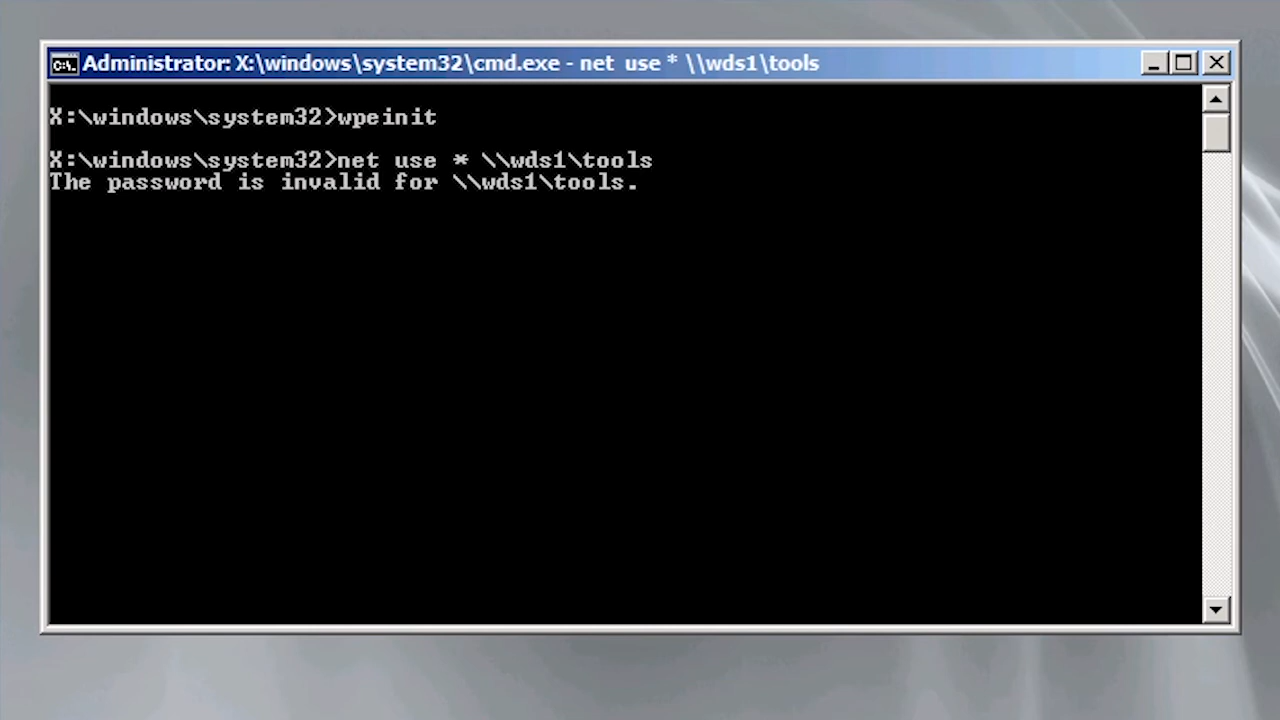 Administrator: X:\windows\system32\cmd.exe - net  use * \\wds1\tools
X:\windows\system32>wpeinit
X:\windows\system32>net use * \\wds1\tools
The password is invalid for \\wds1\tools.